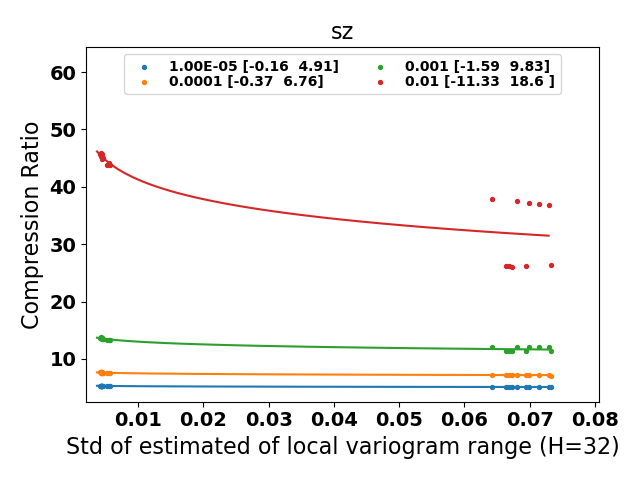 sz
1.00E-05 [-0.16  4.91]
0.0001 [-0.37  6.76]
0.001 [-1.59  9.83]
0.01 [-11.33  18.6 ]
Compression Ratio
60
50
40
30
20
10
0.01 0.02 0.03 0.04 0.05 0.06 0.07 0.08
Std of estimated of local variogram range (H=32)